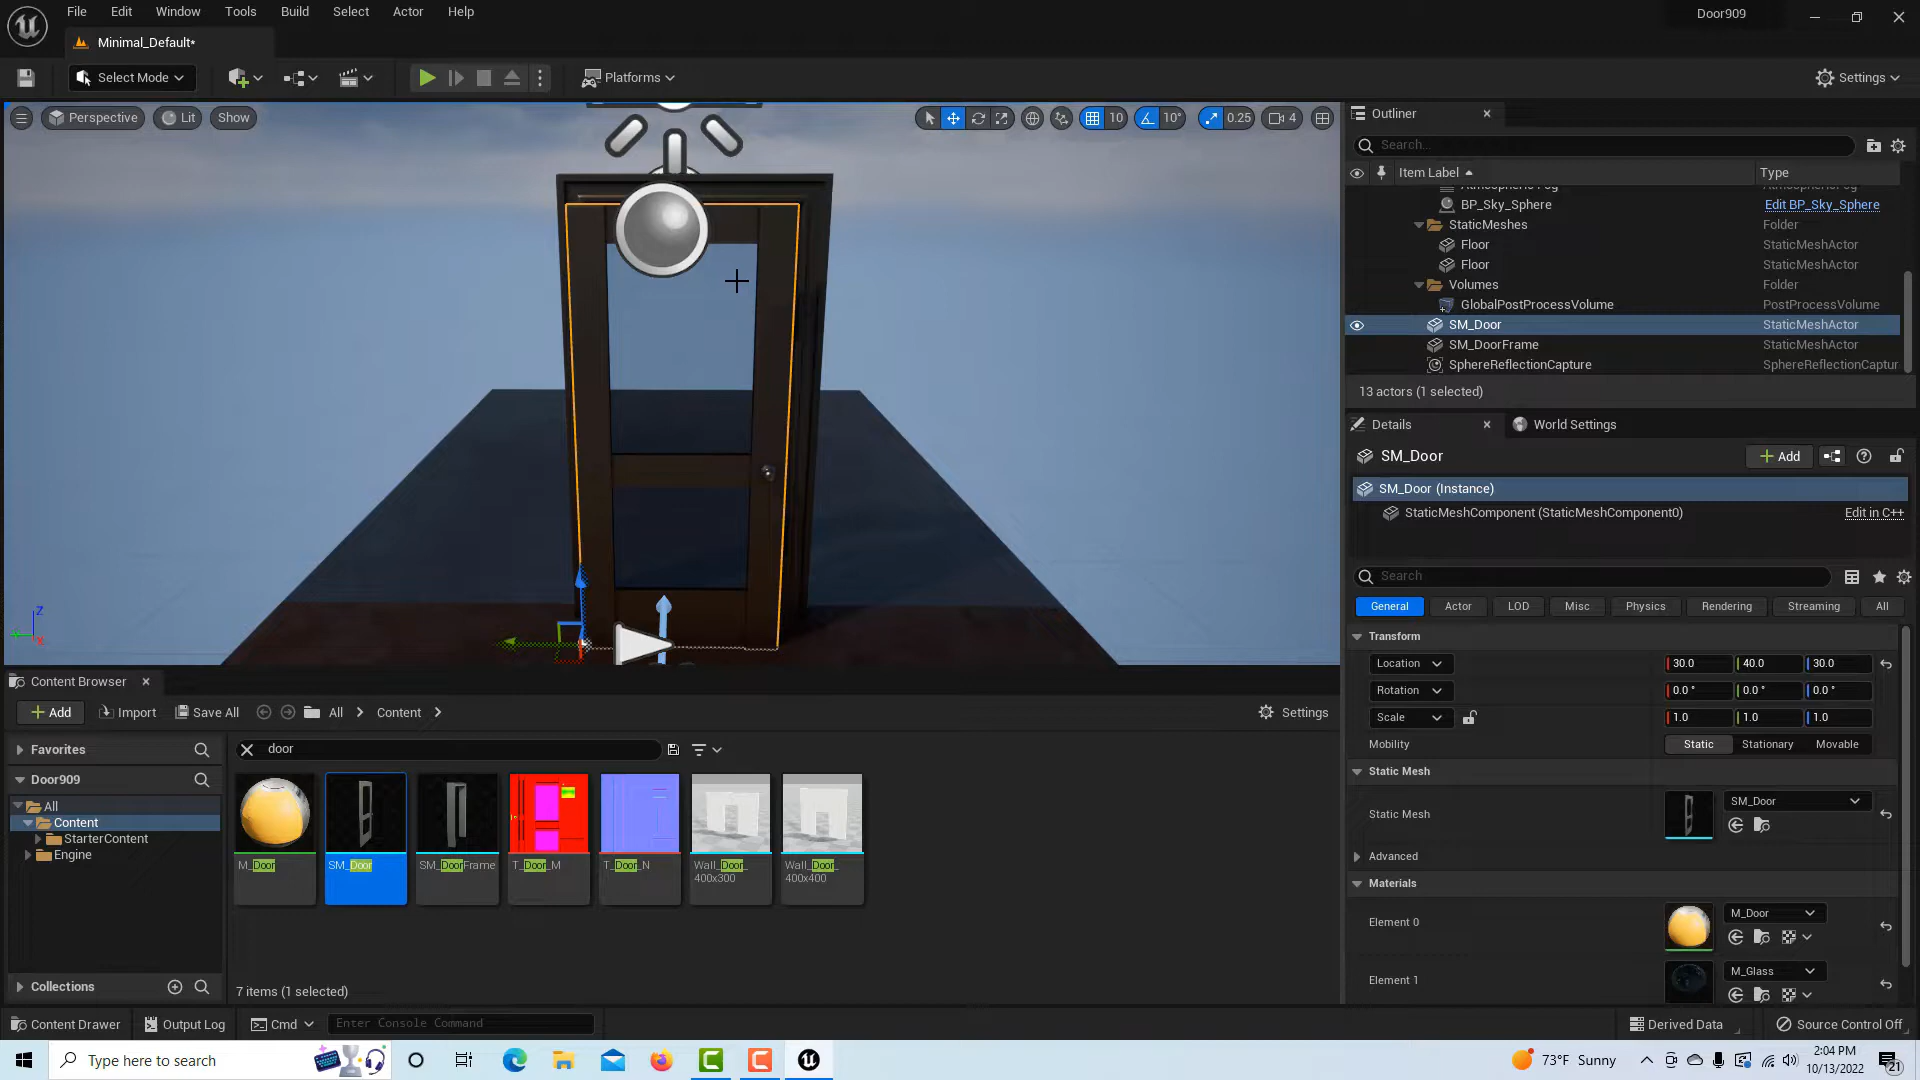 File Edit Window Tools Build Select Actor Help
Door909
Minimal_Default*
Select Mode
Platforms
Settings
Perspective Lit Show
10 10° 0.25 4
Outliner
Search...
Item Label Type
AtmosphericFog
BP_Sky_Sphere Edit BP_Sky_Sphere
StaticMeshes Folder
Floor StaticMeshActor
Floor StaticMeshActor
Volumes Folder
GlobalPostProcessVolume PostProcessVolume
SM_Door StaticMeshActor
SM_DoorFrame StaticMeshActor
SphereReflectionCapture SphereReflectionCaptur
13 actors (1 selected)
Details World Settings
SM_Door Add
SM_Door (Instance)
StaticMeshComponent (StaticMeshComponent0) Edit in C++
Search
General Actor LOD Misc Physics Rendering Streaming All
Transform
Location 30.0 40.0 30.0
Rotation 0.0° 0.0° 0.0°
Scale 1.0 1.0 1.0
Mobility Static Stationary Movable
Static Mesh
Static Mesh SM_Door
Advanced
Materials
Element 0 M_Door
Element 1 M_Glass
Z
Content Browser
Add Import Save All All Content Settings
Favorites
door
Door909
All
Content
StarterContent
Engine
M_Door
SM_Door
SM_DoorFrame
T_Door_M
T_Door_N
Wall_Door_
400x300
Wall_Door_
400x400
Collections
7 items (1 selected)
Content Drawer Output Log Cmd Enter Console Command Derived Data Source Control Off
Type here to search
73°F Sunny
2:04 PM
10/13/2022
21